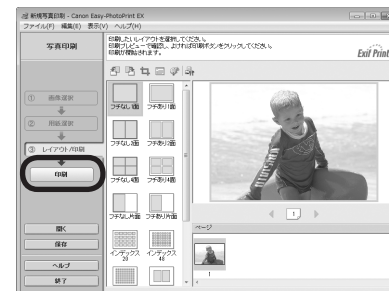 新規写真印刷 - Canon Easy-PhotoPrint EX
ファイル(F) 編集(E) 表示(V) ヘルプ(H)
写真印刷
印刷したいレイアウトを選択してください。
印刷プレビューで確認し、よければ印刷ボタンをクリックしてください。
印刷が開始されます。
Exif Print
① 画像選択
② 用紙選択
③ レイアウト/印刷
印刷
開く
保存
ヘルプ
終了
フチなし1面 フチあり1面
フチなし2面 フチあり2面
フチなし4面 フチあり4面
フチなし片面 フチあり片面
インデックス 20
インデックス
1
ページ
1